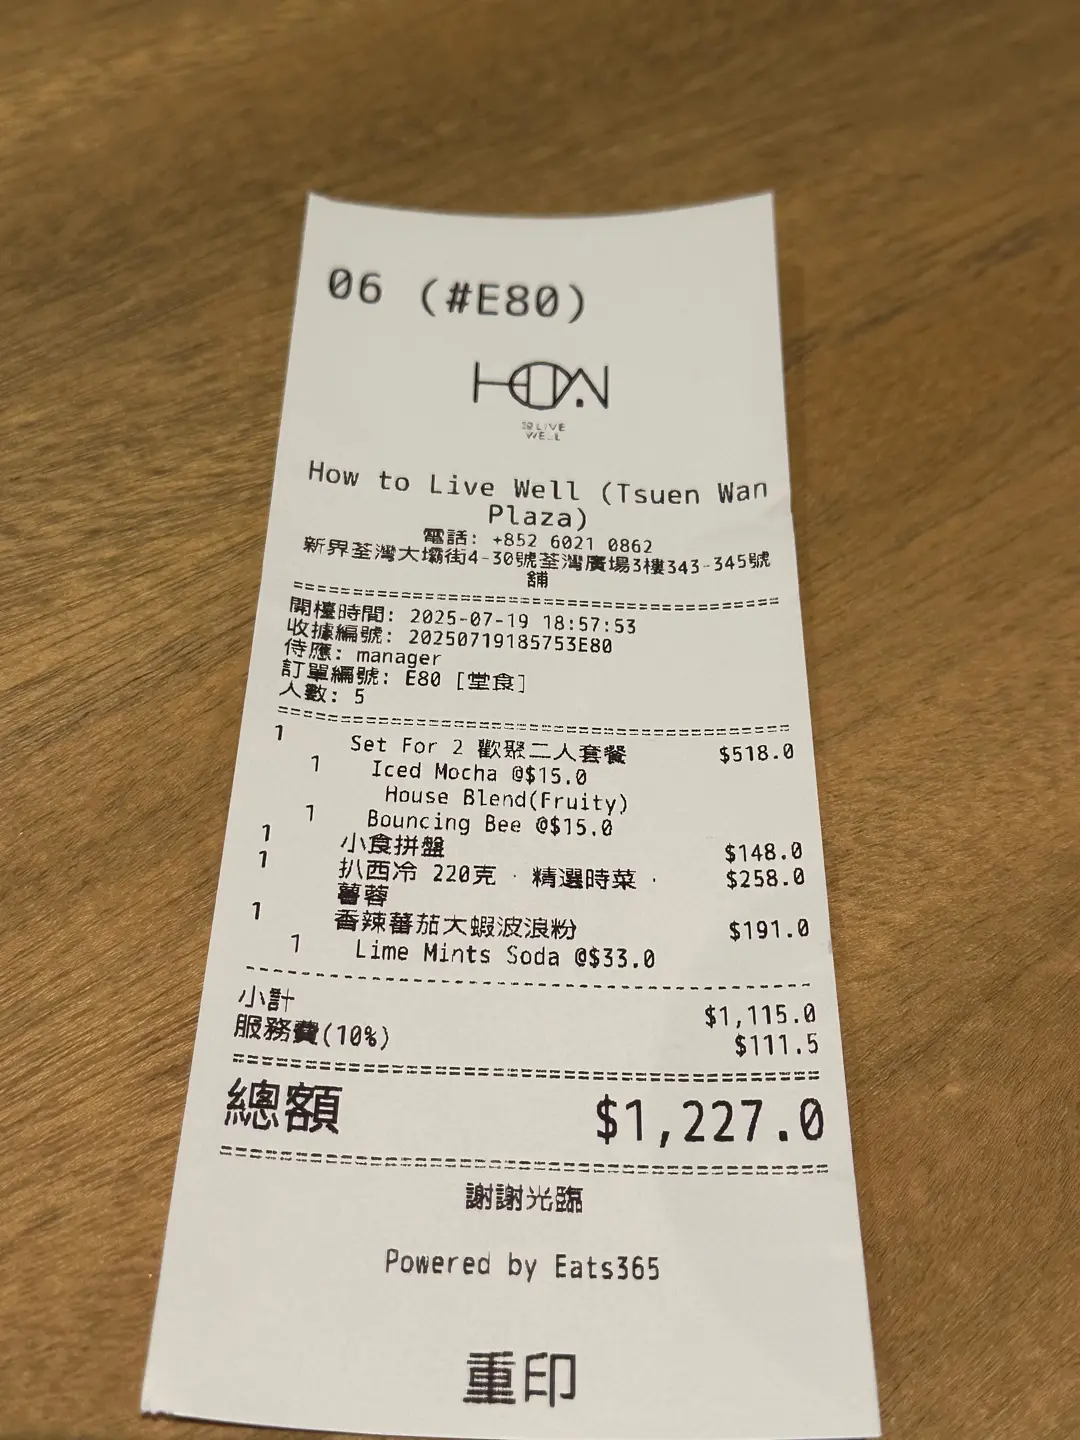 06 (#E80)
LIVE
WELL
How to Live Well (Tsuen Wan
Plaza)
電話: +852 6021 0862
新界荃灣大壩街4-30號荃灣廣場3樓343-345號
舖
開檯時間: 2025-07-19 18:57:53
收據編號: 20250719185753E80
侍應: manager
訂單編號: E80 [堂食]
人數: 5
1 Set For 2 歡聚二人套餐 $518.0
1 Iced Mocha @$15.0
House Blend(Fruity)
1 Bouncing Bee @$15.0
1 小食拼盤 $148.0
1 扒西冷 220克 · 精選時菜 · $258.0
薯蓉
1 香辣蕃茄大蝦波浪粉 $191.0
1 Lime Mints Soda @$33.0
小計 $1,115.0
服務費(10%) $111.5
總額 $1,227.0
謝謝光臨
Powered by Eats365
重印